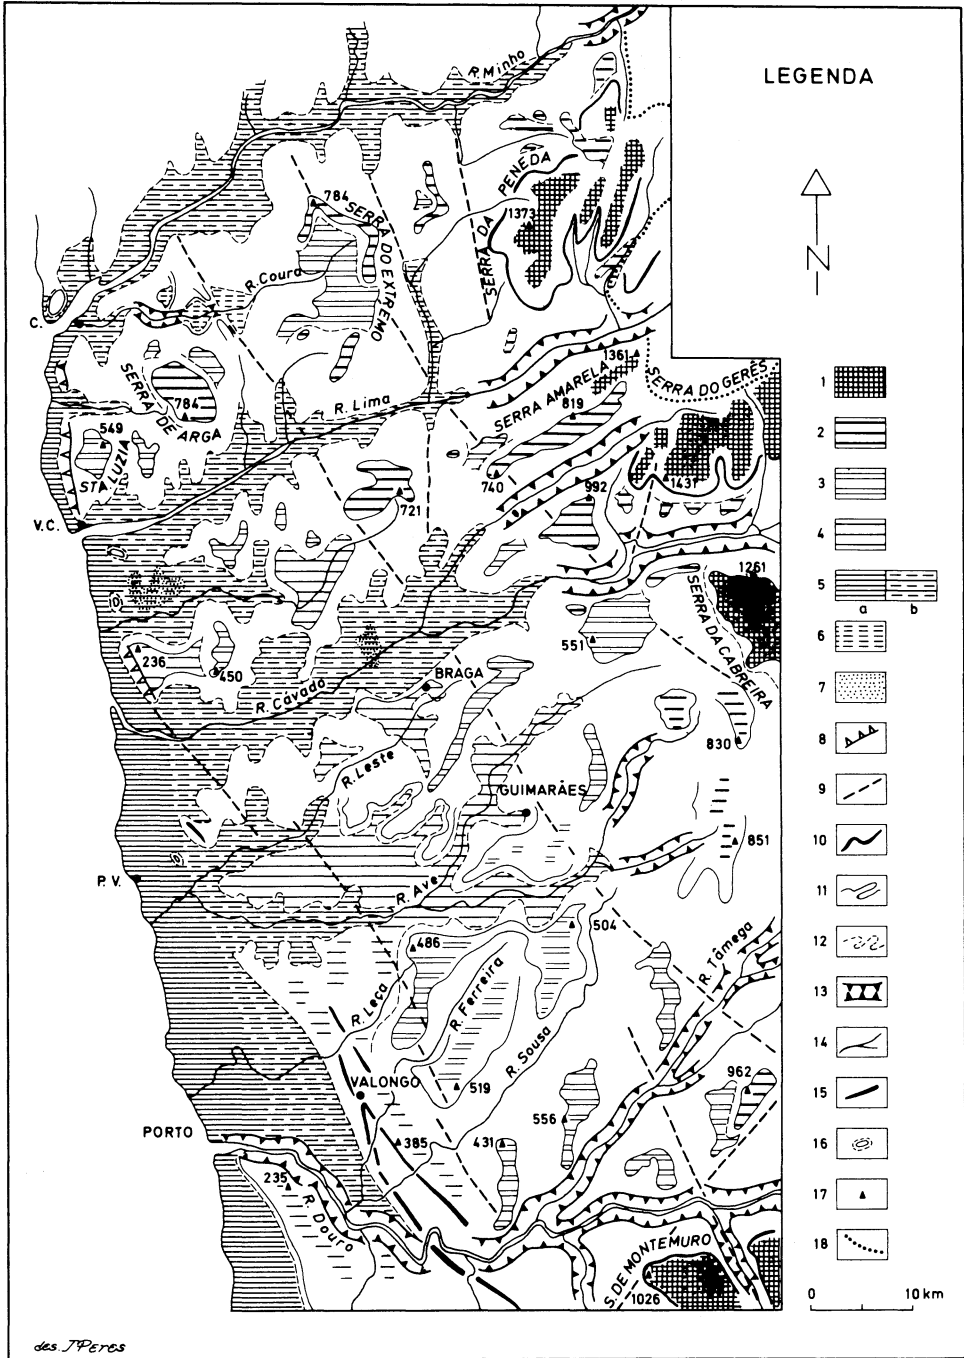 LEGENDA
N
R. Minho
PENEDA
SERRA DA
1373
784
SERRA DO EXTREMO
R. Coura
C.
SERRA DE ARGA
784
549
STA LUZIA
V.C.
R. Lima
1361
SERRA AMARELA
SERRA DO GERÊS
819
740
992
1437
721
1261
SERRA DA CABREIRA
551
236
450
R. Cavado
BRAGA
830
R. Leste
GUIMARÃES
851
P. V.
R. Ave
504
486
R. Tâmega
R. Leça
R. Ferreira
R. Sousa
519
VALONGO
962
556
PORTO
385
431
235
R. Douro
S. DE MONTEMURO
1026
1
2
3
4
5
a b
6
7
8
9
10
11
12
13
14
15
16
17
18
0 10 km
des. J Peres